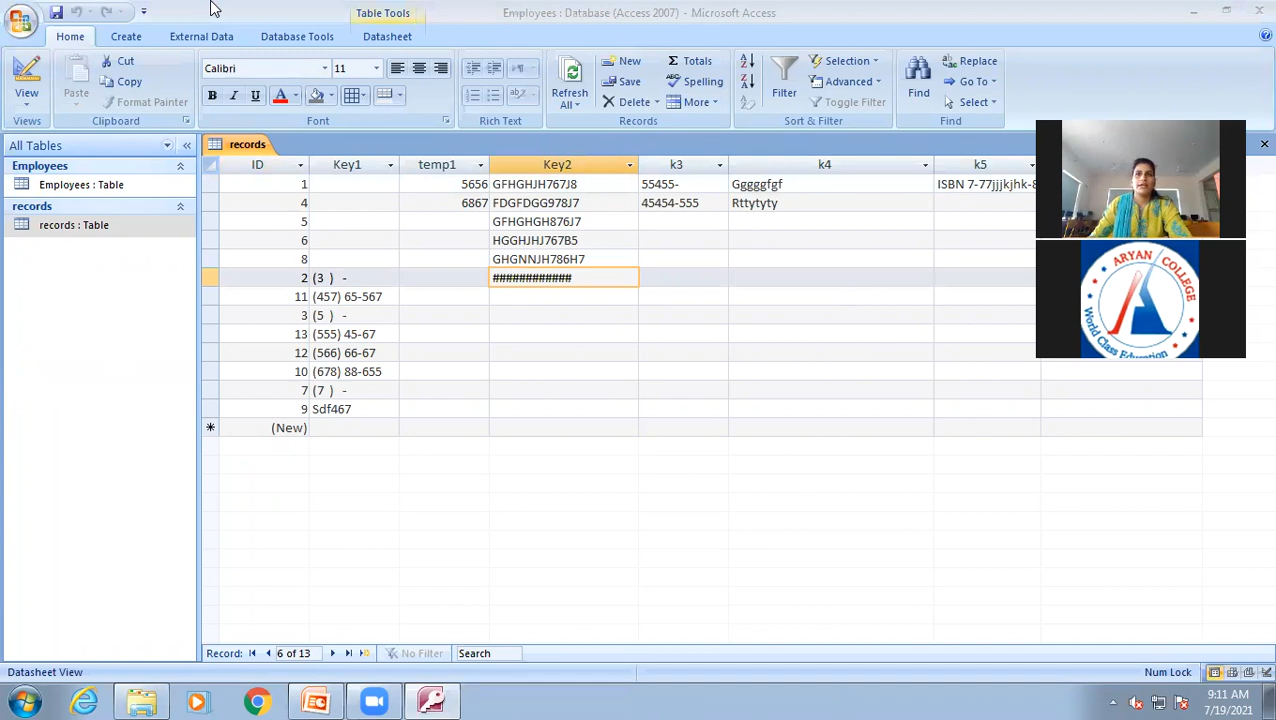 Table Tools
Employees : Database (Access 2007) - Microsoft Access
Home Create External Data Database Tools Datasheet
View
Views
Paste
Cut
Copy
Format Painter
Clipboard
Calibri 11
B I U A
Font
Rich Text
Refresh All
New Totals
Save Spelling
Delete More
Records
Filter
Selection
Advanced
Toggle Filter
Sort & Filter
Find
Replace
Go To
Select
Find
All Tables
Employees
Employees : Table
records
records : Table
records
ID Key1 temp1 Key2 k3 k4 k5
1 5656 GFHGHJH767J8 55455- Gggggfgf ISBN 7-77jjjkjhk-8
4 6867 FDGFDGG978J7 45454-555 Rttytyty
5 GFHGHGH876J7
6 HGGHJHJ767B5
8 GHGNNJH786H7
2 (3 ) - ############
11 (457) 65-567
3 (5 ) -
13 (555) 45-67
12 (566) 66-67
10 (678) 88-655
7 (7 ) -
9 Sdf467
(New)
ARYAN COLLEGE
World Class Education
Record: 6 of 13 No Filter Search
Datasheet View Num Lock
9:11 AM
7/19/2021